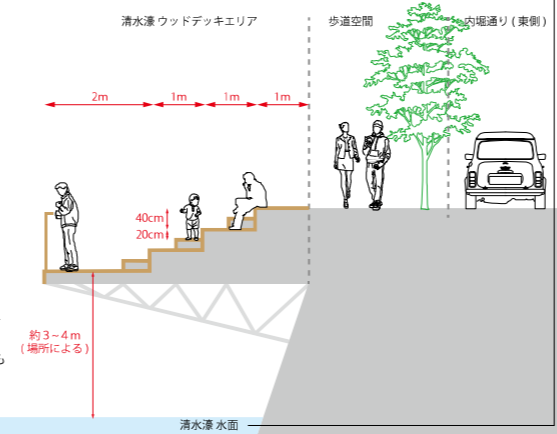 清水濠 ウッドデッキエリア
歩道空間
内堀通り ( 東側 )
2m
1m
1m
1m
40cm
20cm
約 3 ~ 4 m
( 場所による )
も
清水濠 水面